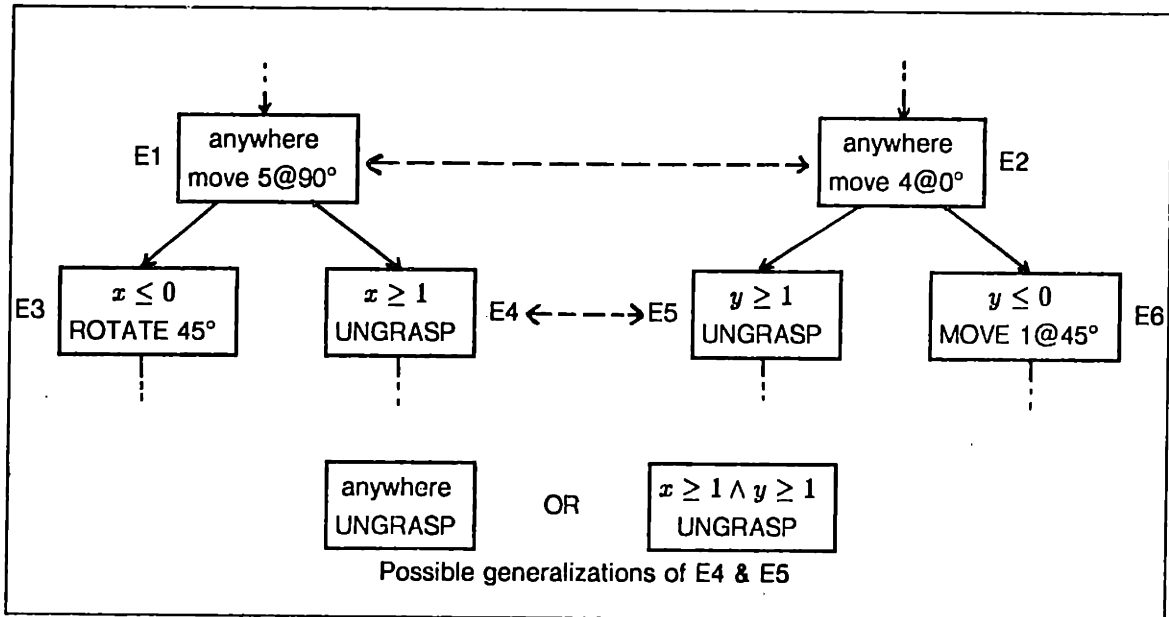 E1
anywhere
move 5@90°
anywhere
move 4@0°
E2
E3
x ≤ 0
ROTATE 45°
x ≥ 1
UNGRASP
E4
E5
y ≥ 1
UNGRASP
y ≤ 0
MOVE 1@45°
E6
anywhere
UNGRASP
OR
x ≥ 1 ∧ y ≥ 1
UNGRASP
Possible generalizations of E4 & E5